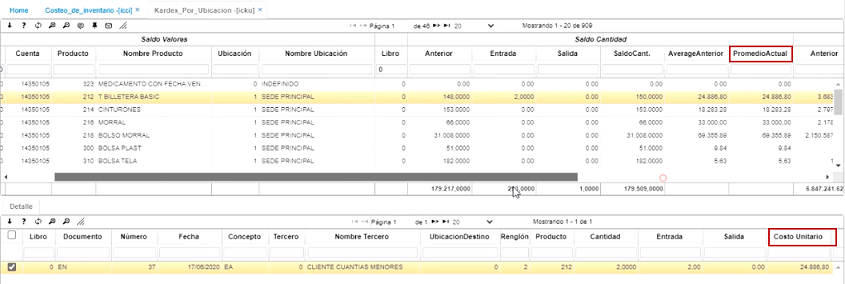 Home Costeo_de_inventario -[icci] × Kardex_Por_Ubicacion -[icku] ×
Página 1 de 46 20 Mostrando 1 - 20 de 909
Saldo Valores Saldo Cantidad
Cuenta Producto Nombre Producto Ubicación Nombre Ubicación Libro Anterior Entrada Salida SaldoCant. AverageAnterior PromedioActual Anterior
0
0 14350105 323 MEDICAMENTO CON FECHA VEN 0 INDEFINIDO 0 0.00 0.00 0.00 0.00 0.00 0.00
0 14350105 212 T BILLETERA BASIC 1 SEDE PRINCIPAL 0 148,0000 2,0000 0.00 150,0000 24.886,80 24.886,80 3.683
0 14350105 214 CINTURONES 1 SEDE PRINCIPAL 0 153,0000 0.00 0.00 153,0000 18.283,28 18.283,28 2.797
0 14350105 216 MORRAL 1 SEDE PRINCIPAL 0 66,0000 0.00 0.00 66,0000 33.000,00 33.000,00 2.178
0 14350105 218 BOLSO MORRAL 1 SEDE PRINCIPAL 0 31.008,0000 0.00 0.00 31.008,0000 69.355,89 69.355,89 2.150.587
0 14350105 300 BOLSA PLAST 1 SEDE PRINCIPAL 0 51,0000 0.00 0.00 51,0000 9,84 9,84
0 14350105 310 BOLSA TELA 1 SEDE PRINCIPAL 0 182,0000 0.00 0.00 182,0000 5,63 5,63 1
179.217,0000 1,0000 179.509,0000 6.847.241.62
Detalle
Página 1 de 1 20 Mostrando 1 - 1 de 1
Libro Documento Número Fecha Concepto Tercero Nombre Tercero UbicacionDestino Renglón Producto Cantidad Entrada Salida Costo Unitario
0 EN 37 17/06/2020 EA 0 CLIENTE CUANTIAS MENORES 0 2 212 2,0000 2,00 0.00 24.886,80